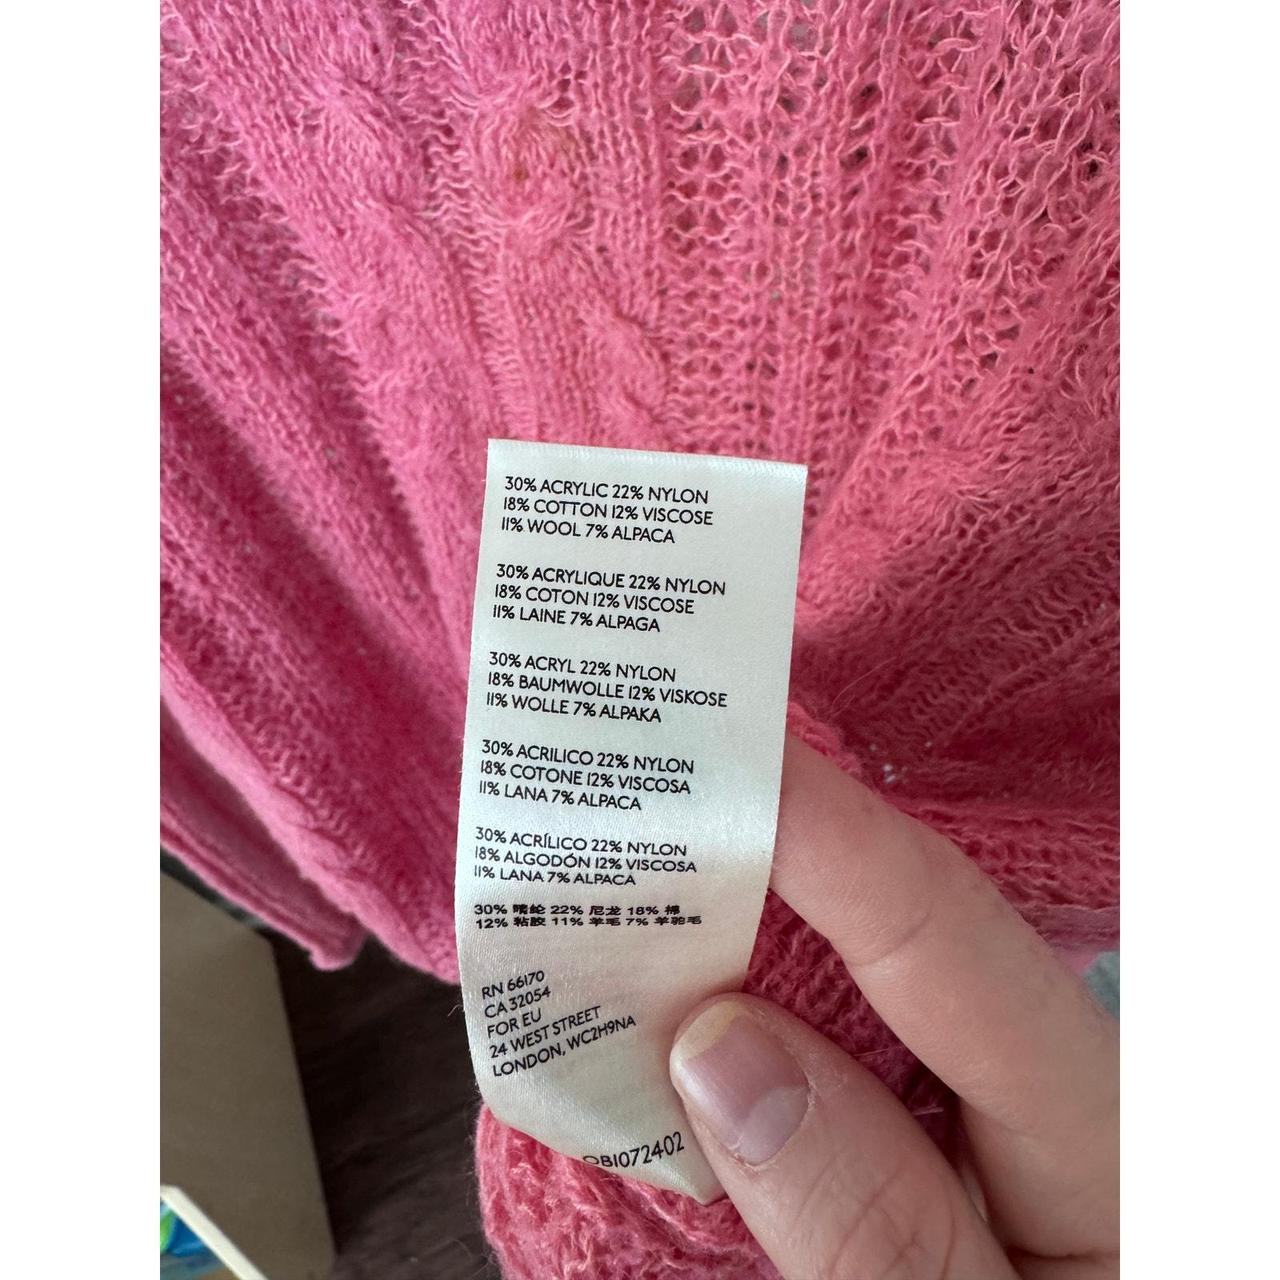 30% ACRYLIC 22% NYLON
18% COTTON 12% VISCOSE
11% WOOL 7% ALPACA
30% ACRYLIQUE 22% NYLON
18% COTON 12% VISCOSE
11% LAINE 7% ALPAGA
30% ACRYL 22% NYLON
18% BAUMWOLLE 12% VISKOSE
11% WOLLE 7% ALPAKA
30% ACRILICO 22% NYLON
18% COTONE 12% VISCOSA
11% LANA 7% ALPACA
30% ACRÍLICO 22% NYLON
18% ALGODÓN 12% VISCOSA
11% LANA 7% ALPACA
30% 晴纶 22% 尼龙 18% 棉
12% 粘胶 11% 羊毛 7% 羊驼毛
RN 66170
CA 32054
FOR EU
24 WEST STREET
LONDON, WC2H9NA